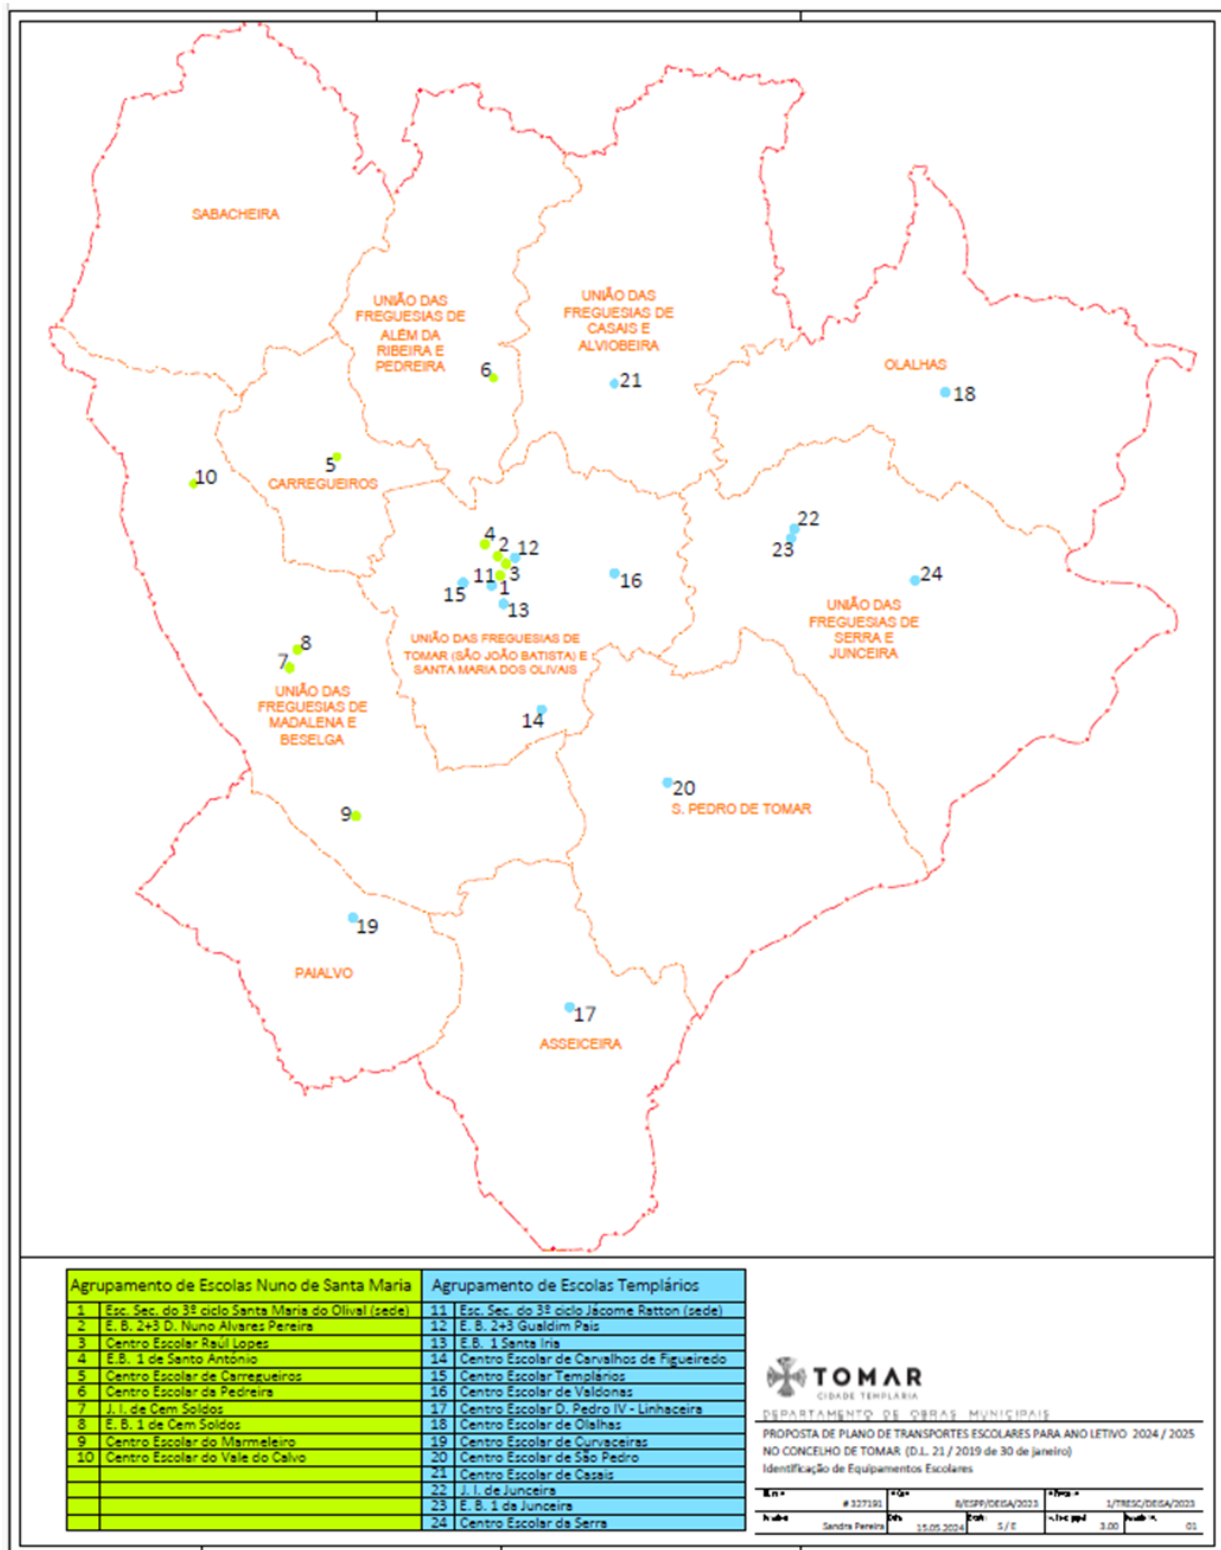 SABACHEIRA
UNIÃO DAS
FREGUESIAS DE
ALÉM DA
RIBEIRA E
PEDREIRA
UNIÃO DAS
FREGUESIAS DE
CASAIS E
ALVIOBEIRA
OLALHAS
6
21
18
5
CARREGUEIROS
10
4
2
12
22
23
11
3
1
15
13
16
24
UNIÃO DAS FREGUESIAS DE
TOMAR (SÃO JOÃO BATISTA) E
SANTA MARIA DOS OLIVAIS
UNIÃO DAS
FREGUESIAS DE
SERRA E
JUNCEIRA
8
7
UNIÃO DAS
FREGUESIAS DE
MADALENA E
BESELGA
14
20
S. PEDRO DE TOMAR
9
19
PAIALVO
17
ASSEICEIRA
Agrupamento de Escolas Nuno de Santa Maria
1 Esc. Sec. do 3º ciclo Santa Maria do Olival (sede)
2 E. B. 2+3 D. Nuno Alvares Pereira
3 Centro Escolar Raúl Lopes
4 E.B. 1 de Santo António
5 Centro Escolar de Carregueiros
6 Centro Escolar da Pedreira
7 J. I. de Cem Soldos
8 E. B. 1 de Cem Soldos
9 Centro Escolar do Marmeleiro
10 Centro Escolar do Vale do Calvo
Agrupamento de Escolas Templários
11 Esc. Sec. do 3º ciclo Jácome Ratton (sede)
12 E. B. 2+3 Gualdim Pais
13 E.B. 1 Santa Iria
14 Centro Escolar de Carvalhos de Figueiredo
15 Centro Escolar Templários
16 Centro Escolar de Valdonas
17 Centro Escolar D. Pedro IV - Linhaceira
18 Centro Escolar de Olalhas
19 Centro Escolar de Curvaceiras
20 Centro Escolar de São Pedro
21 Centro Escolar de Casais
22 J. I. de Junceira
23 E. B. 1 da Junceira
24 Centro Escolar da Serra
TOMAR
CIDADE TEMPLÁRIA
DEPARTAMENTO DE OBRAS MUNICIPAIS
PROPOSTA DE PLANO DE TRANSPORTES ESCOLARES PARA ANO LETIVO 2024 / 2025
NO CONCELHO DE TOMAR (D.L. 21 / 2019 de 30 de janeiro)
Identificação de Equipamentos Escolares
#327191 8/ESPP/DEISA/2023 1/TRESC/DEISA/2023
Sandra Pereira 15.05.2024 S / E 3.00 01